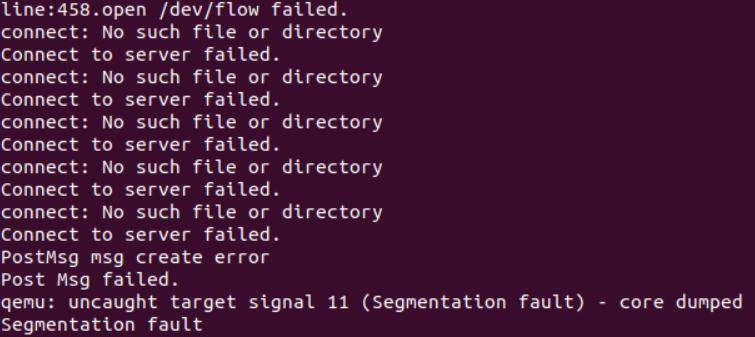 line:458.open /dev/flow failed.
connect: No such file or directory
Connect to server failed.
connect: No such file or directory
Connect to server failed.
connect: No such file or directory
Connect to server failed.
connect: No such file or directory
Connect to server failed.
connect: No such file or directory
Connect to server failed.
PostMsg msg create error
Post Msg failed.
qemu: uncaught target signal 11 (Segmentation fault) - core dumped
Segmentation fault